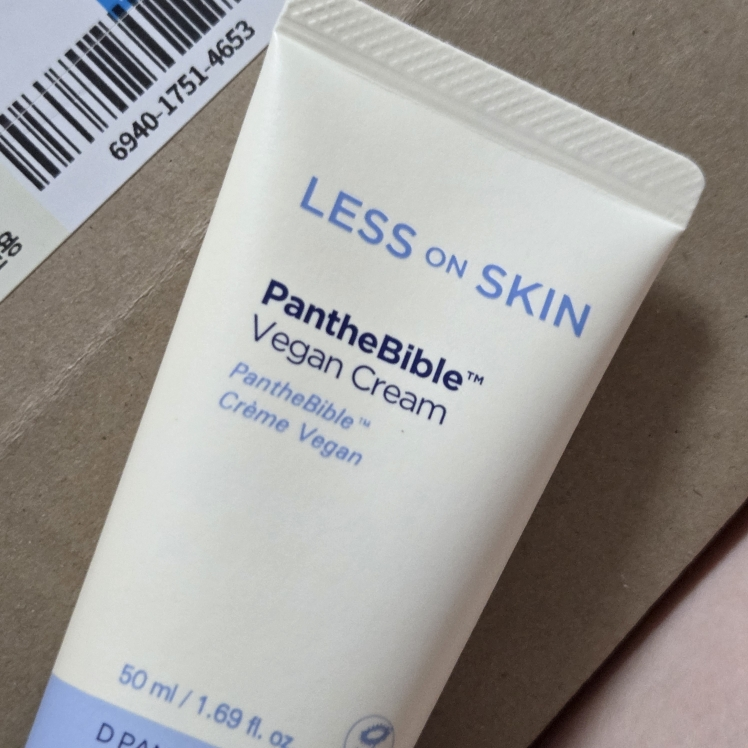 6940-1751-4653
LESS ON SKIN
PantheBible™
Vegan Cream
PantheBible™
Crème Vegan
50 ml / 1.69 fl. oz